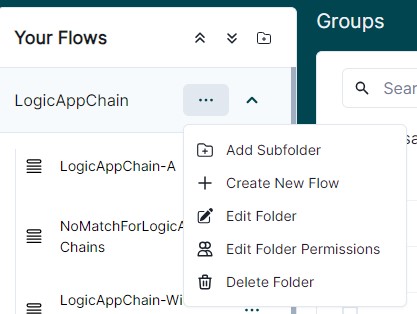 Groups
Your Flows
LogicAppChain
Sear
Add Subfolder
Create New Flow
Edit Folder
Edit Folder Permissions
Delete Folder
LogicAppChain-A
NoMatchForLogicA
Chains
LogicAppChain-Wi
sa